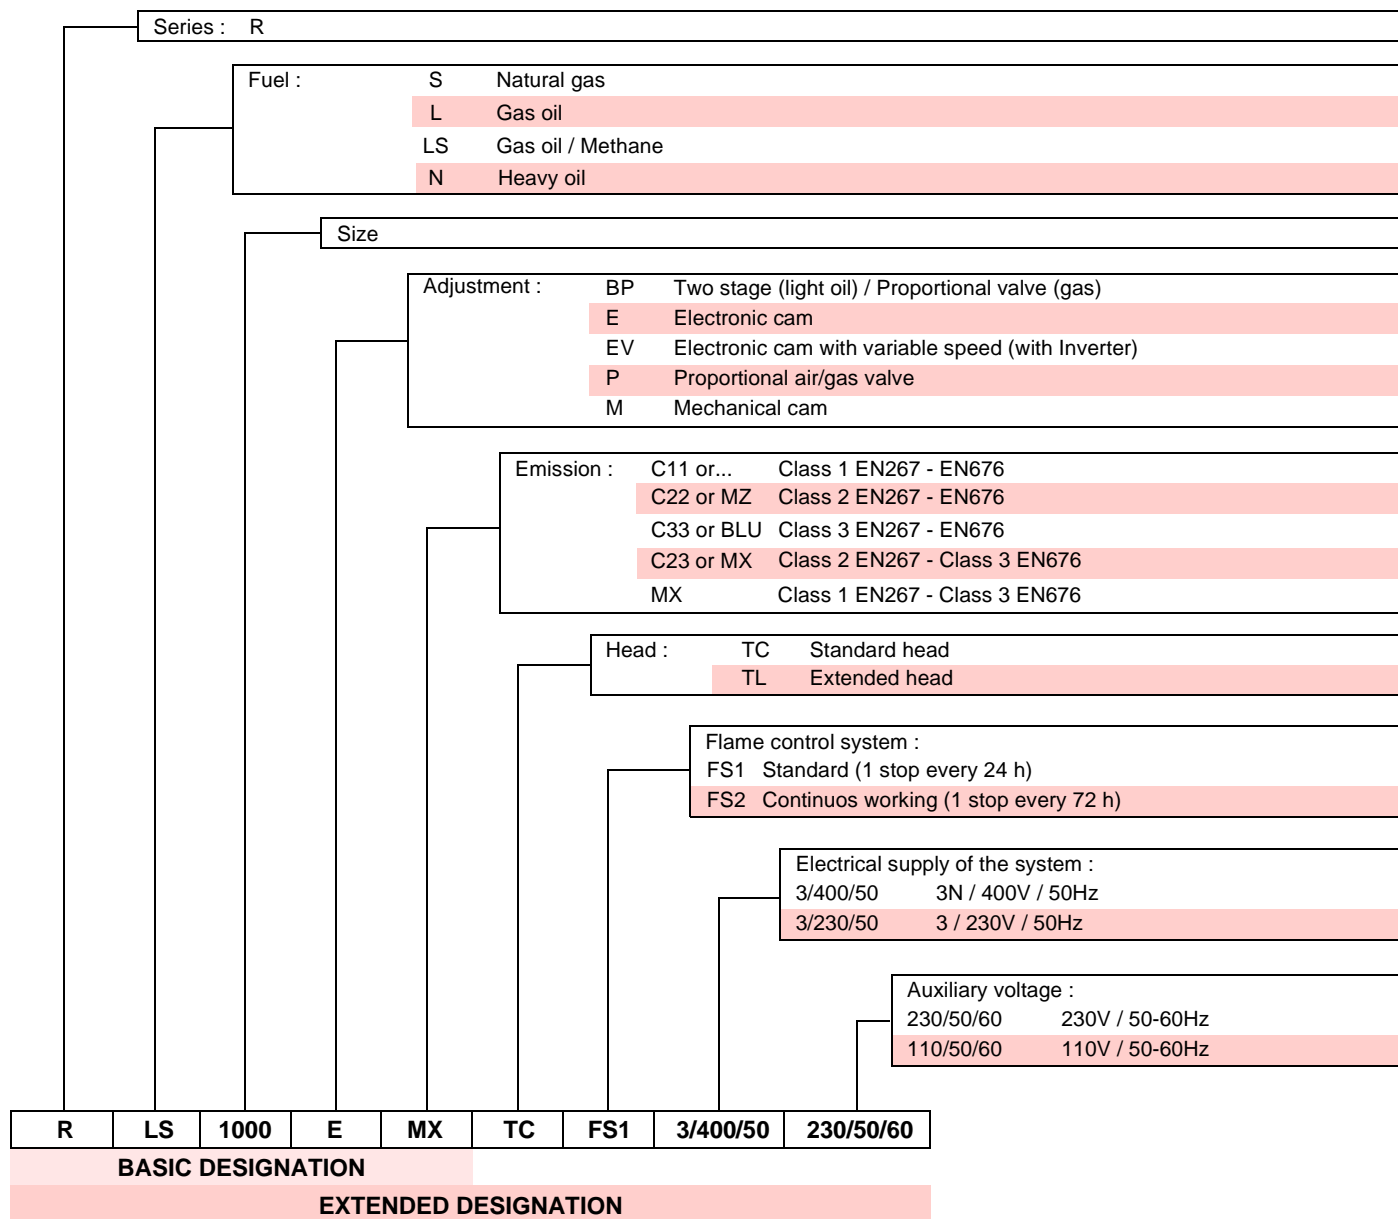 Series : R
Fuel : S Natural gas
L Gas oil
LS Gas oil / Methane
N Heavy oil
Size
Adjustment : BP Two stage (light oil) / Proportional valve (gas)
E Electronic cam
EV Electronic cam with variable speed (with Inverter)
P Proportional air/gas valve
M Mechanical cam
Emission : C11 or... Class 1 EN267 - EN676
C22 or MZ Class 2 EN267 - EN676
C33 or BLU Class 3 EN267 - EN676
C23 or MX Class 2 EN267 - Class 3 EN676
MX Class 1 EN267 - Class 3 EN676
Head : TC Standard head
TL Extended head
Flame control system :
FS1 Standard (1 stop every 24 h)
FS2 Continuos working (1 stop every 72 h)
Electrical supply of the system :
3/400/50 3N / 400V / 50Hz
3/230/50 3 / 230V / 50Hz
Auxiliary voltage :
230/50/60 230V / 50-60Hz
110/50/60 110V / 50-60Hz
R LS 1000 E MX TC FS1 3/400/50 230/50/60
BASIC DESIGNATION
EXTENDED DESIGNATION